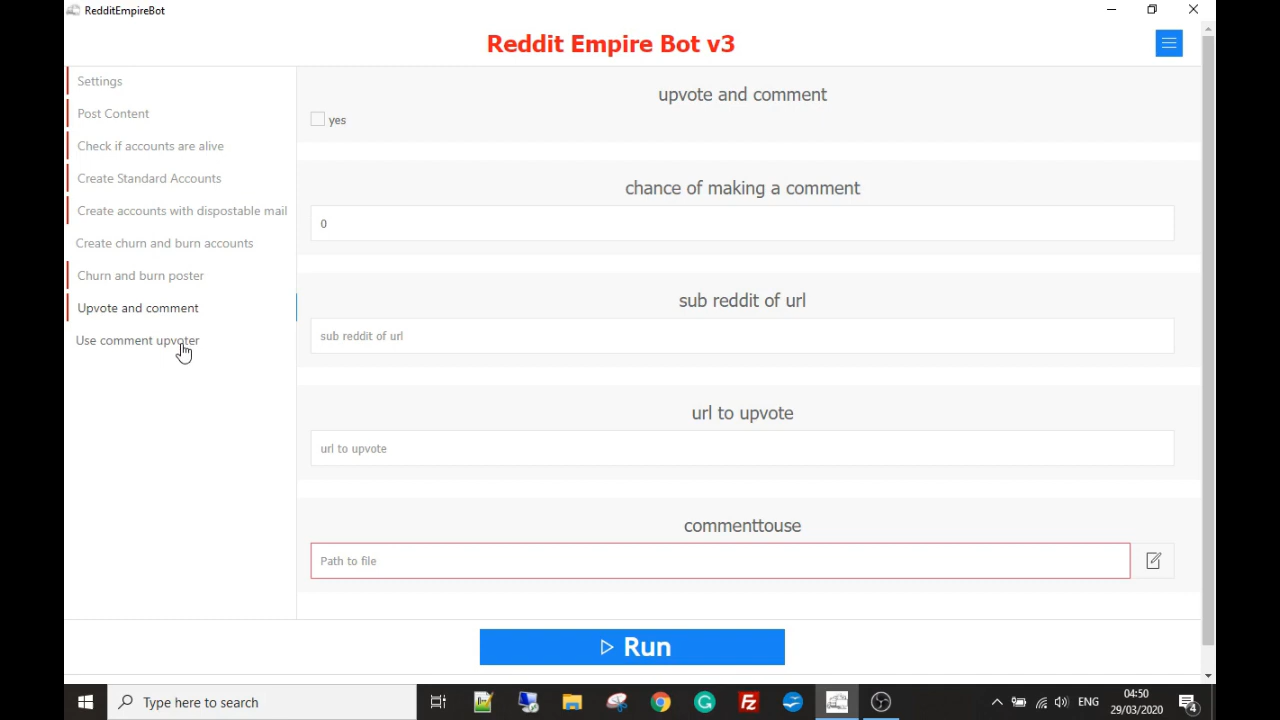 RedditEmpireBot
Reddit Empire Bot v3
Settings
Post Content
Check if accounts are alive
Create Standard Accounts
Create accounts with dispostable mail
Create churn and burn accounts
Churn and burn poster
Upvote and comment
Use comment upvoter
upvote and comment
yes
chance of making a comment
0
sub reddit of url
sub reddit of url
url to upvote
url to upvote
commenttouse
Path to file
Run
Type here to search
ENG
04:50
29/03/2020
4